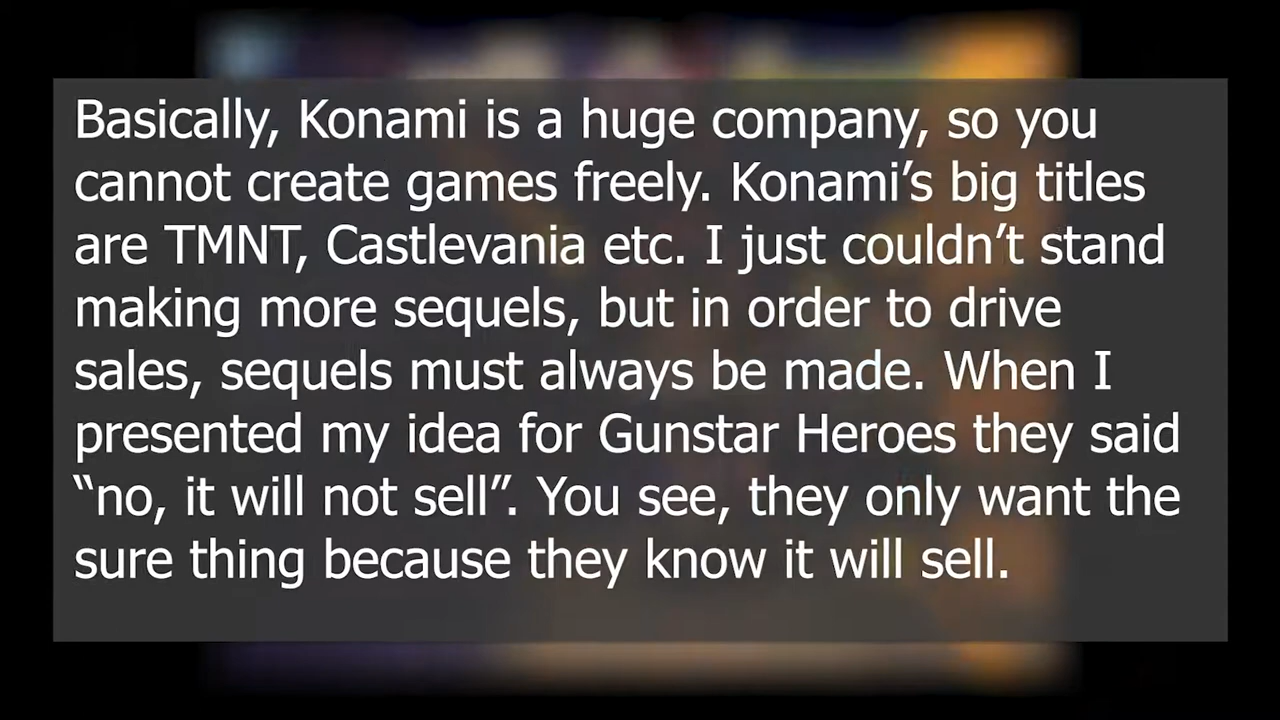 Basically, Konami is a huge company, so you
cannot create games freely. Konami’s big titles
are TMNT, Castlevania etc. I just couldn’t stand
making more sequels, but in order to drive
sales, sequels must always be made. When I
presented my idea for Gunstar Heroes they said
“no, it will not sell”. You see, they only want the
sure thing because they know it will sell.